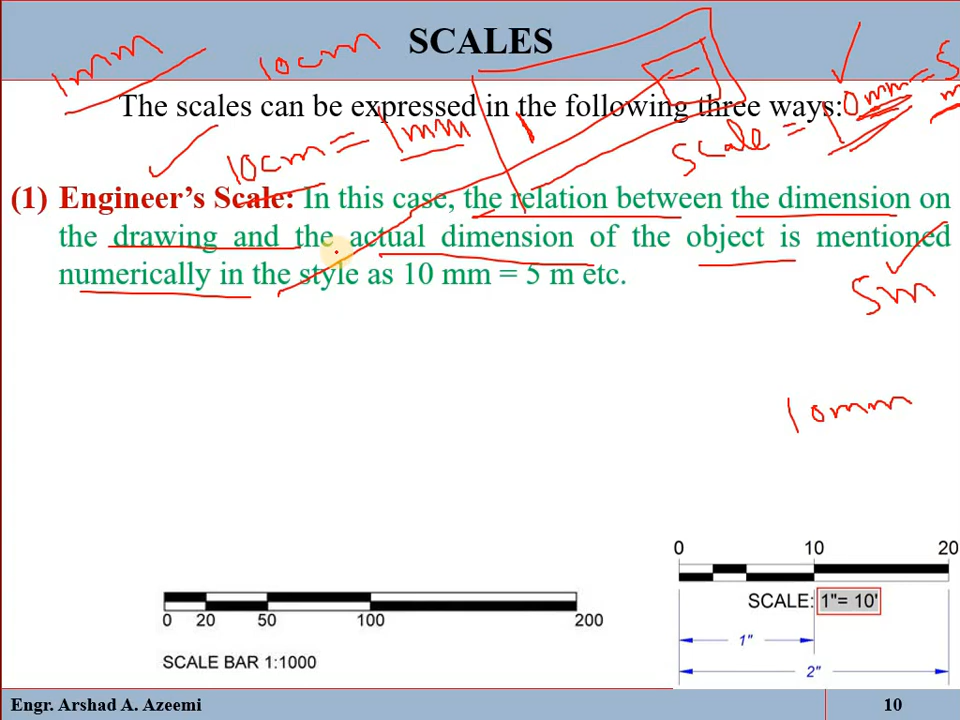 SCALES
1mm
10cm
The scales can be expressed in the following three ways:
10cm = 1mm
scale = 10mm = 5
m
(1) Engineer's Scale: In this case, the relation between the dimension on
the drawing and the actual dimension of the object is mentioned
numerically in the style as 10 mm = 5 m etc.
5m
10mm
0 10 20
SCALE: 1"= 10'
1"
2"
0 20 50 100 200
SCALE BAR 1:1000
Engr. Arshad A. Azeemi
10